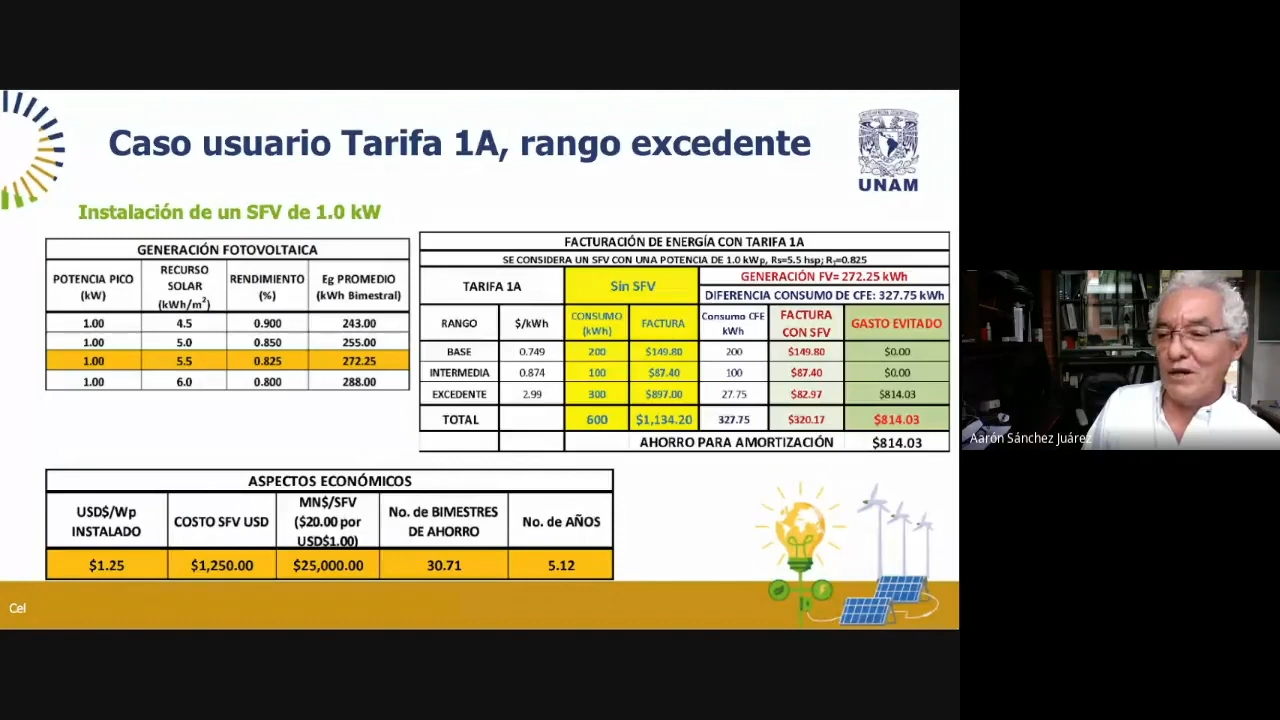 Caso usuario Tarifa 1A, rango excedente
UNAM
Instalación de un SFV de 1.0 kW
GENERACIÓN FOTOVOLTAICA
POTENCIA PICO (kW) RECURSO SOLAR (kWh/m²) RENDIMIENTO (%) Eg PROMEDIO (kWh Bimestral)
1.00 4.5 0.900 243.00
1.00 5.0 0.850 255.00
1.00 5.5 0.825 272.25
1.00 6.0 0.800 288.00
FACTURACIÓN DE ENERGÍA CON TARIFA 1A
SE CONSIDERA UN SFV CON UNA POTENCIA DE 1.0 kWp, Rs=5.5 hsp; RT=0.825
TARIFA 1A Sin SFV GENERACIÓN FV= 272.25 kWh
DIFERENCIA CONSUMO DE CFE: 327.75 kWh
RANGO $/kWh CONSUMO (kWh) FACTURA Consumo CFE kWh FACTURA CON SFV GASTO EVITADO
BASE 0.749 200 $149.80 200 $149.80 $0.00
INTERMEDIA 0.874 100 $87.40 100 $87.40 $0.00
EXCEDENTE 2.99 300 $897.00 27.75 $82.97 $814.03
TOTAL 600 $1,134.20 327.75 $320.17 $814.03
AHORRO PARA AMORTIZACIÓN $814.03
ASPECTOS ECONÓMICOS
USD$/Wp INSTALADO COSTO SFV USD MN$/SFV ($20.00 por USD$1.00) No. de BIMESTRES DE AHORRO No. de AÑOS
$1.25 $1,250.00 $25,000.00 30.71 5.12
Cel
Aarón Sánchez Juárez